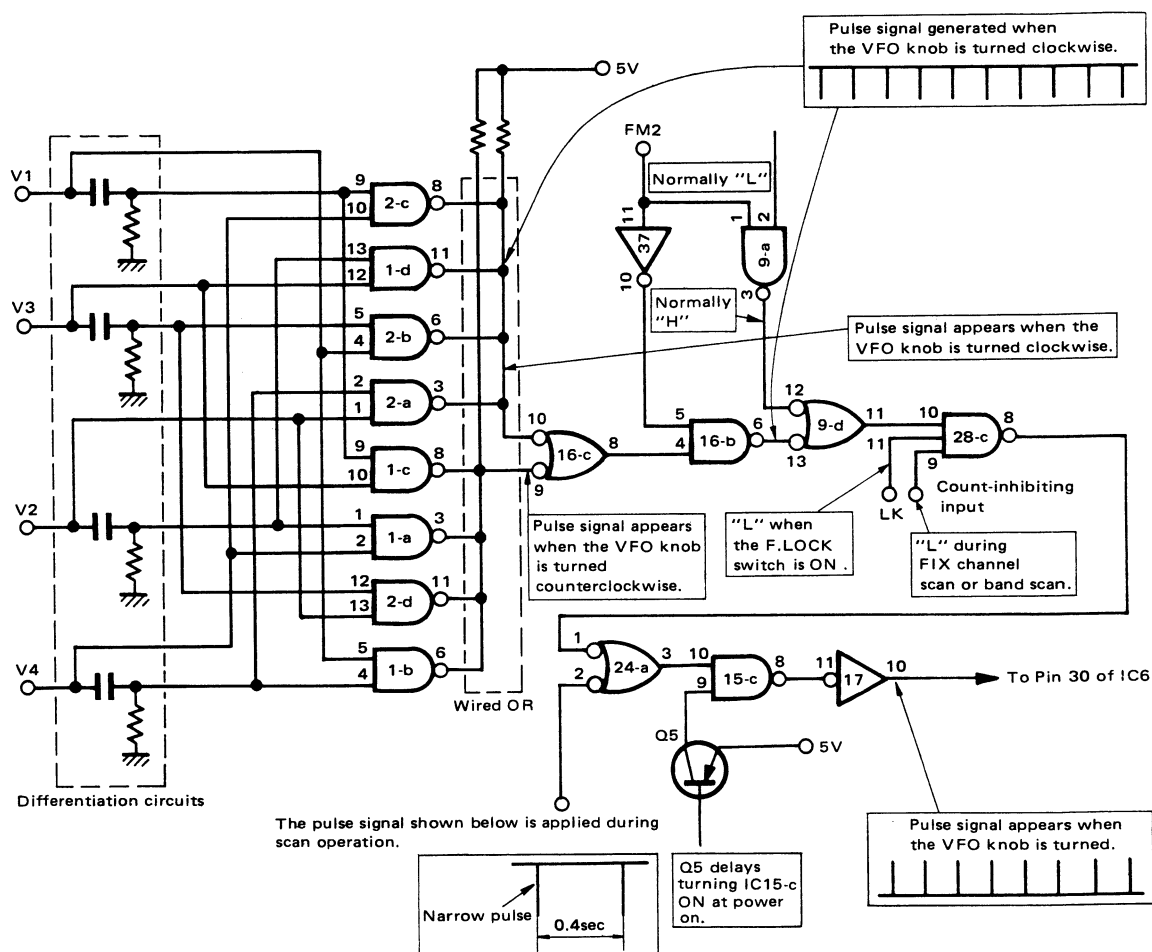 Pulse signal generated when
the VFO knob is turned clockwise.
5V
FM2
Normally "L"
V1
9
10
2-c
8
13
12
1-d
11
11
37
10
1
2
9-a
3
Normally
"H"
V3
5
4
2-b
6
Pulse signal appears when the
VFO knob is turned clockwise.
2
1
2-a
3
10
9
16-c
8
5
4
16-b
6
12
13
9-d
11
10
11
9
28-c
8
9
10
1-c
8
LK
Count-inhibiting
input
V2
1
2
1-a
3
Pulse signal appears
when the VFO knob
is turned
counterclockwise.
"L" when
the F.LOCK
switch is ON .
"L" during
FIX channel
scan or band scan.
12
13
2-d
11
V4
5
4
1-b
6
Wired OR
1
2
24-a
3
10
9
15-c
8
11
17
10
To Pin 30 of IC6
Q5
5V
Differentiation circuits
The pulse signal shown below is applied during
scan operation.
Narrow pulse
0.4sec
Q5 delays
turning IC15-c
ON at power
on.
Pulse signal appears when
the VFO knob is turned.